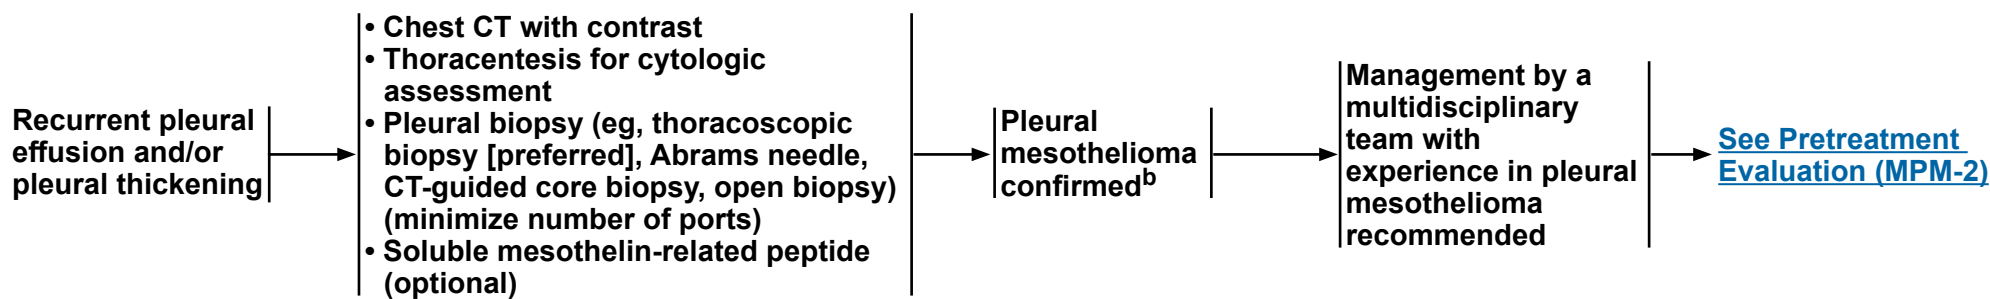 Recurrent pleural
effusion and/or
pleural thickening
• Chest CT with contrast
• Thoracentesis for cytologic
assessment
• Pleural biopsy (eg, thoracoscopic
biopsy [preferred], Abrams needle,
CT-guided core biopsy, open biopsy)
(minimize number of ports)
• Soluble mesothelin-related peptide
(optional)
Pleural
mesothelioma
confirmedᵇ
Management by a
multidisciplinary
team with
experience in pleural
mesothelioma
recommended
See Pretreatment
Evaluation (MPM-2)